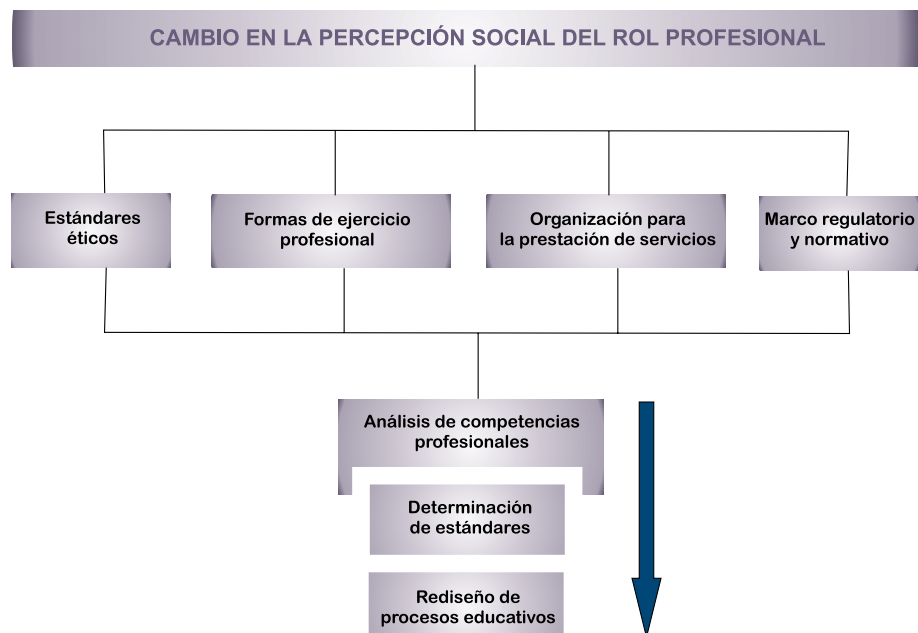 CAMBIO EN LA PERCEPCIÓN SOCIAL DEL ROL PROFESIONAL
Estándares
éticos
Formas de ejercicio
profesional
Organización para
la prestación de servicios
Marco regulatorio
y normativo
Análisis de competencias
profesionales
Determinación
de estándares
Rediseño de
procesos educativos